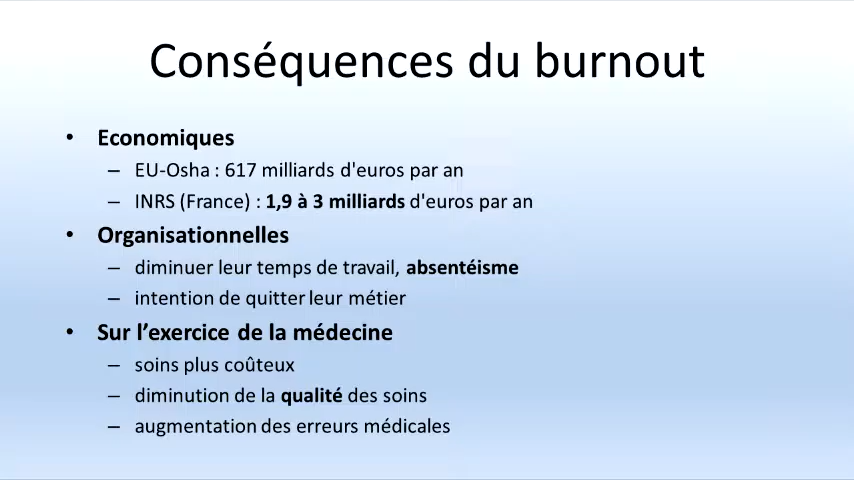 Conséquences du burnout
• Economiques
– EU-Osha : 617 milliards d'euros par an
– INRS (France) : 1,9 à 3 milliards d'euros par an
• Organisationnelles
– diminuer leur temps de travail, absentéisme
– intention de quitter leur métier
• Sur l’exercice de la médecine
– soins plus coûteux
– diminution de la qualité des soins
– augmentation des erreurs médicales